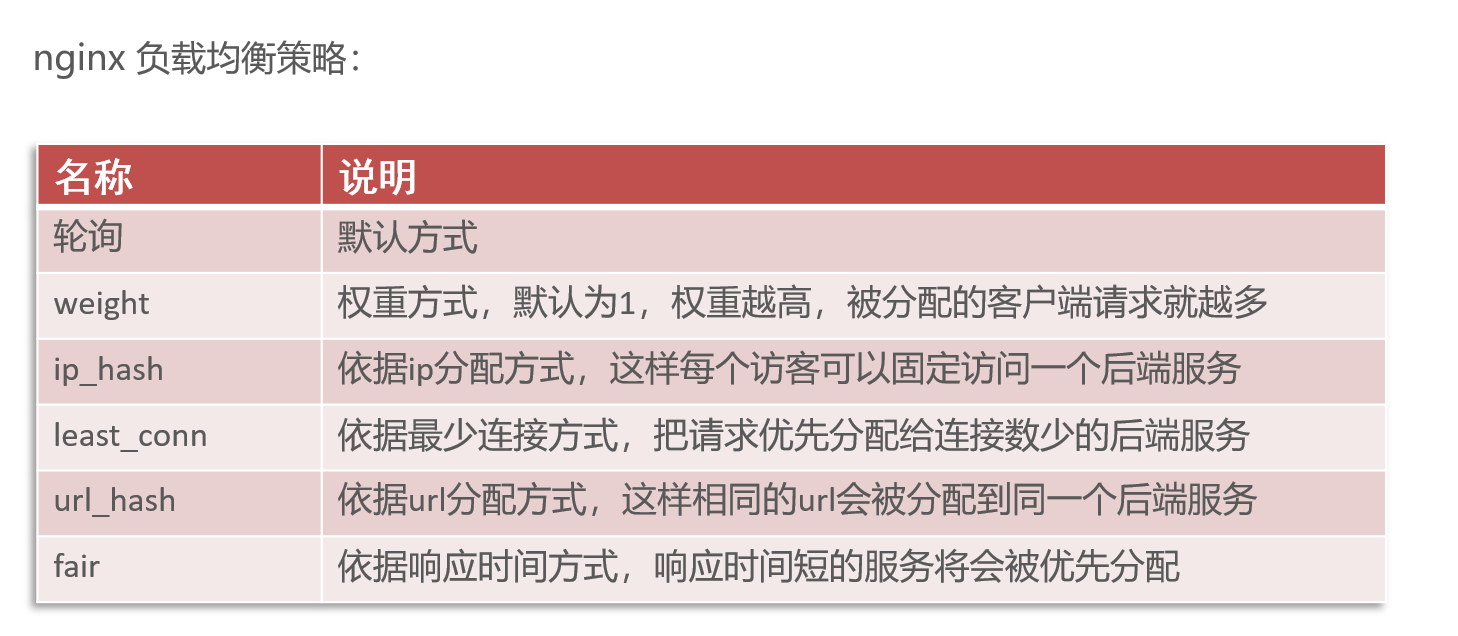 nginx 负载均衡策略：
名称 说明
轮询 默认方式
weight 权重方式，默认为1，权重越高，被分配的客户端请求就越多
ip_hash 依据ip分配方式，这样每个访客可以固定访问一个后端服务
least_conn 依据最少连接方式，把请求优先分配给连接数少的后端服务
url_hash 依据url分配方式，这样相同的url会被分配到同一个后端服务
fair 依据响应时间方式，响应时间短的服务将会被优先分配